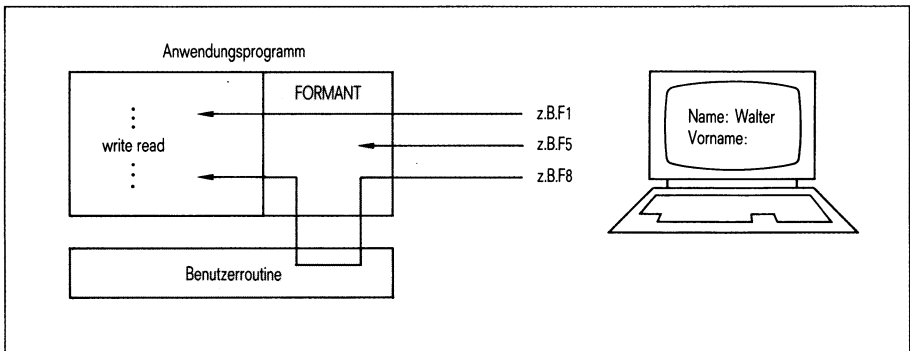 Anwendungsprogramm
FORMANT
write read
z.B.F1
z.B.F5
z.B.F8
Benutzerroutine
Name: Walter
Vorname: